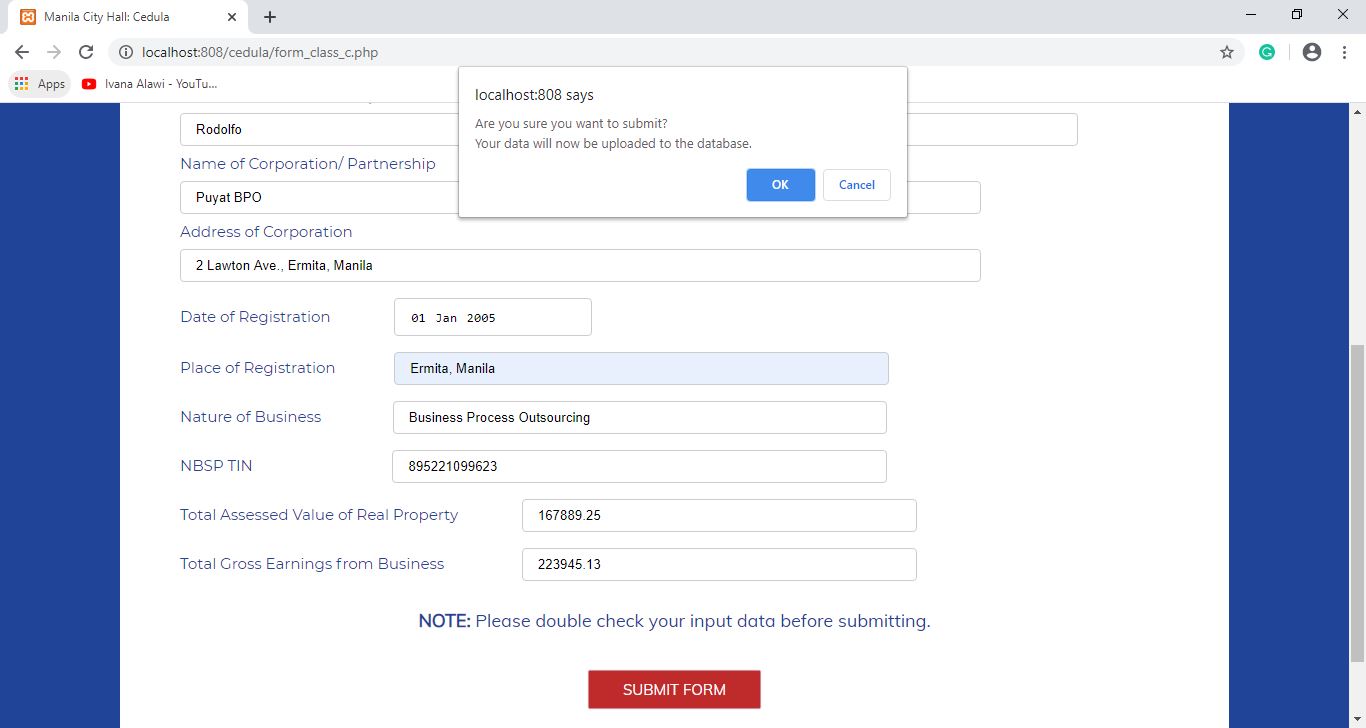 Manila City Hall: Cedula
localhost:808/cedula/form_class_c.php
Apps
Ivana Alawi - YouTu...
localhost:808 says
Are you sure you want to submit?
Your data will now be uploaded to the database.
OK
Cancel
Rodolfo
Name of Corporation/ Partnership
Puyat BPO
Address of Corporation
2 Lawton Ave., Ermita, Manila
Date of Registration
01 Jan 2005
Place of Registration
Ermita, Manila
Nature of Business
Business Process Outsourcing
NBSP TIN
895221099623
Total Assessed Value of Real Property
167889.25
Total Gross Earnings from Business
223945.13
NOTE: Please double check your input data before submitting.
SUBMIT FORM